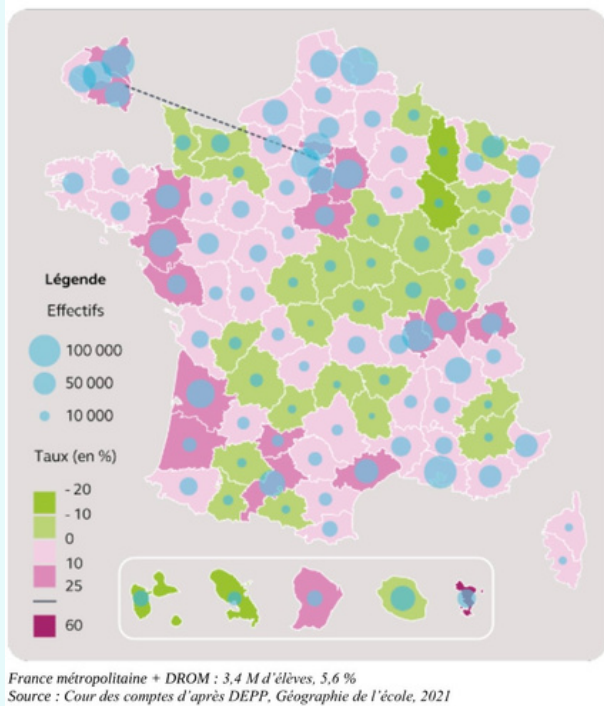 Légende
Effectifs
100 000
50 000
10 000
Taux (en %)
- 20
- 10
0
10
25
60
France métropolitaine + DROM : 3,4 M d'élèves, 5,6 %
Source : Cour des comptes d'après DEPP, Géographie de l'école, 2021